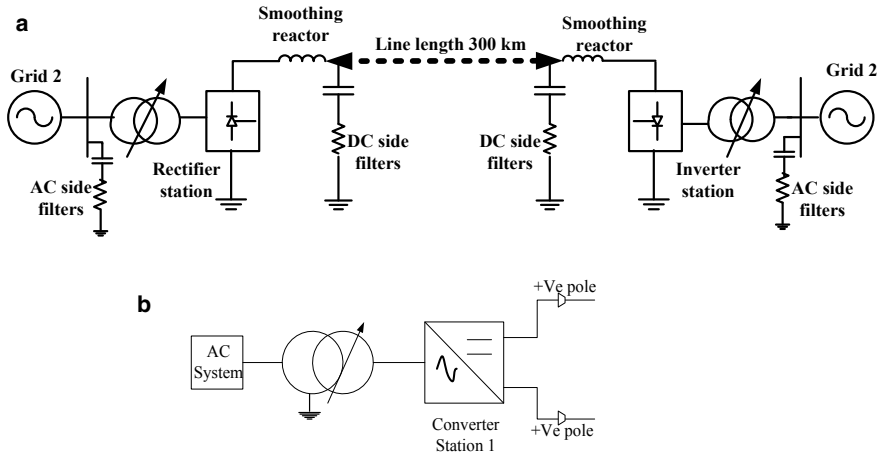 a
Smoothing
reactor
Line length 300 km
Smoothing
reactor
Grid 2
Grid 2
AC side
filters
Rectifier
station
DC side
filters
DC side
filters
Inverter
station
AC side
filters
b
+Ve pole
AC
System
Converter
Station 1
+Ve pole